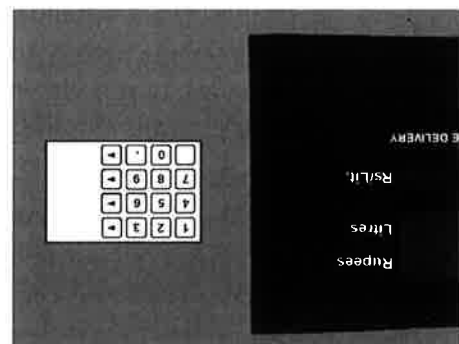 Rupees
Litres
Rs/Lit.
E DELIVERY
1 2 3
4 5 6
7 8 9
0 .